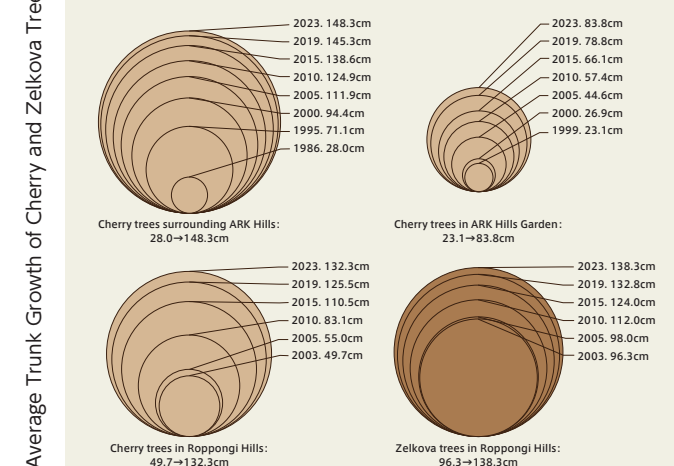 Average Trunk Growth of Cherry and Zelkova
2023. 148.3cm
2019. 145.3cm
2015. 138.6cm
2010. 124.9cm
2005. 111.9cm
2000. 94.4cm
1995. 71.1cm
1986. 28.0cm
Cherry trees surrounding ARK Hills:
28.0→148.3cm
2023. 83.8cm
2019. 78.8cm
2015. 66.1cm
2010. 57.4cm
2005. 44.6cm
2000. 26.9cm
1999. 23.1cm
Cherry trees in ARK Hills Garden:
23.1→83.8cm
2023. 132.3cm
2019. 125.5cm
2015. 110.5cm
2010. 83.1cm
2005. 55.0cm
2003. 49.7cm
Cherry trees in Roppongi Hills:
49.7→132.3cm
2023. 138.3cm
2019. 132.8cm
2015. 124.0cm
2010. 112.0cm
2005. 98.0cm
2003. 96.3cm
Zelkova trees in Roppongi Hills:
96.3→138.3cm